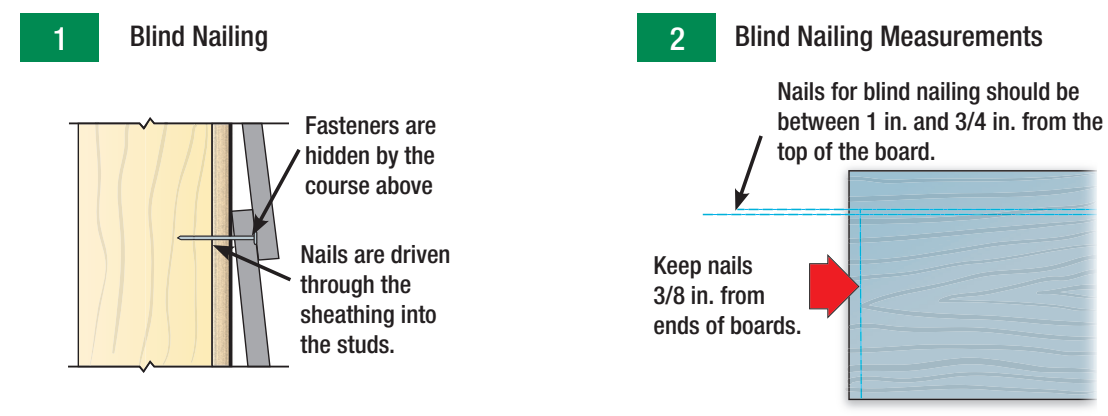 1
Blind Nailing
Fasteners are
hidden by the
course above
Nails are driven
through the
sheathing into
the studs.
2
Blind Nailing Measurements
Nails for blind nailing should be
between 1 in. and 3/4 in. from the
top of the board.
Keep nails
3/8 in. from
ends of boards.